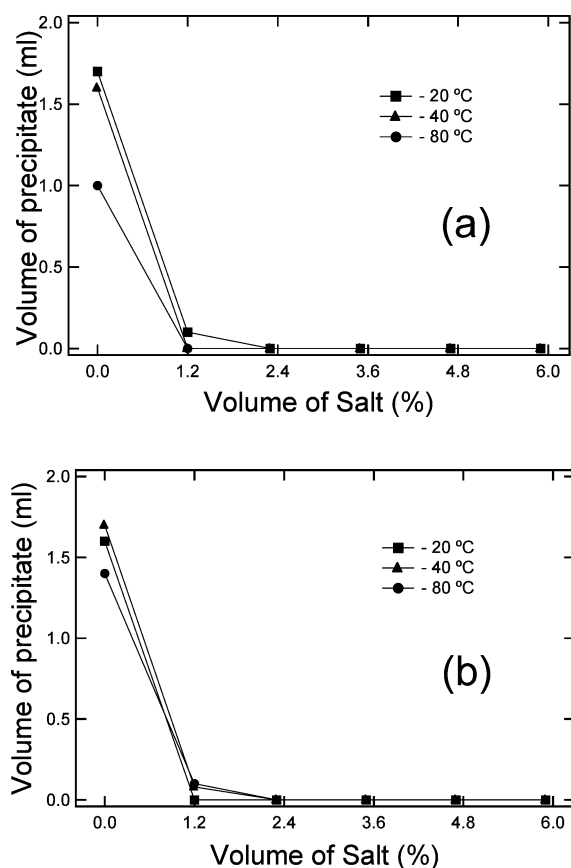 2.0
1.5
1.0
0.5
0.0
Volume of precipitate (ml)
- 20 ºC
- 40 ºC
- 80 ºC
(a)
0.0 1.2 2.4 3.6 4.8 6.0
Volume of Salt (%)
2.0
1.5
1.0
0.5
0.0
Volume of precipitate (ml)
- 20 ºC
- 40 ºC
- 80 ºC
(b)
0.0 1.2 2.4 3.6 4.8 6.0
Volume of Salt (%)